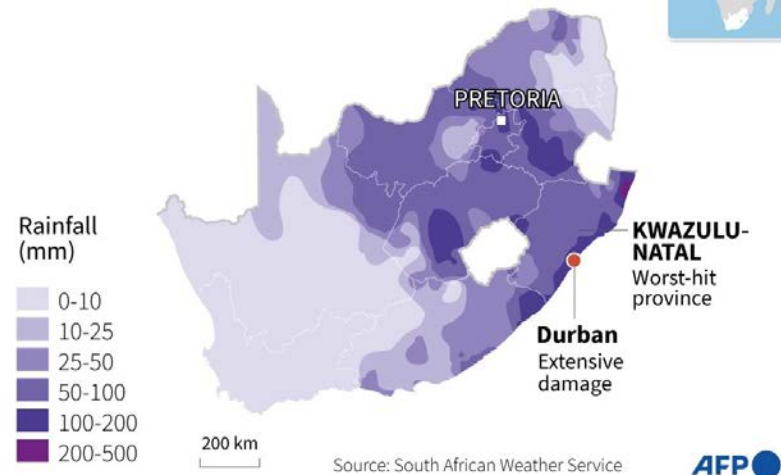 PRETORIA
Rainfall
(mm)
0-10
10-25
25-50
50-100
100-200
200-500
KWAZULU-
NATAL
Worst-hit
province
Durban
Extensive
damage
200 km
Source: South African Weather Service
AFP